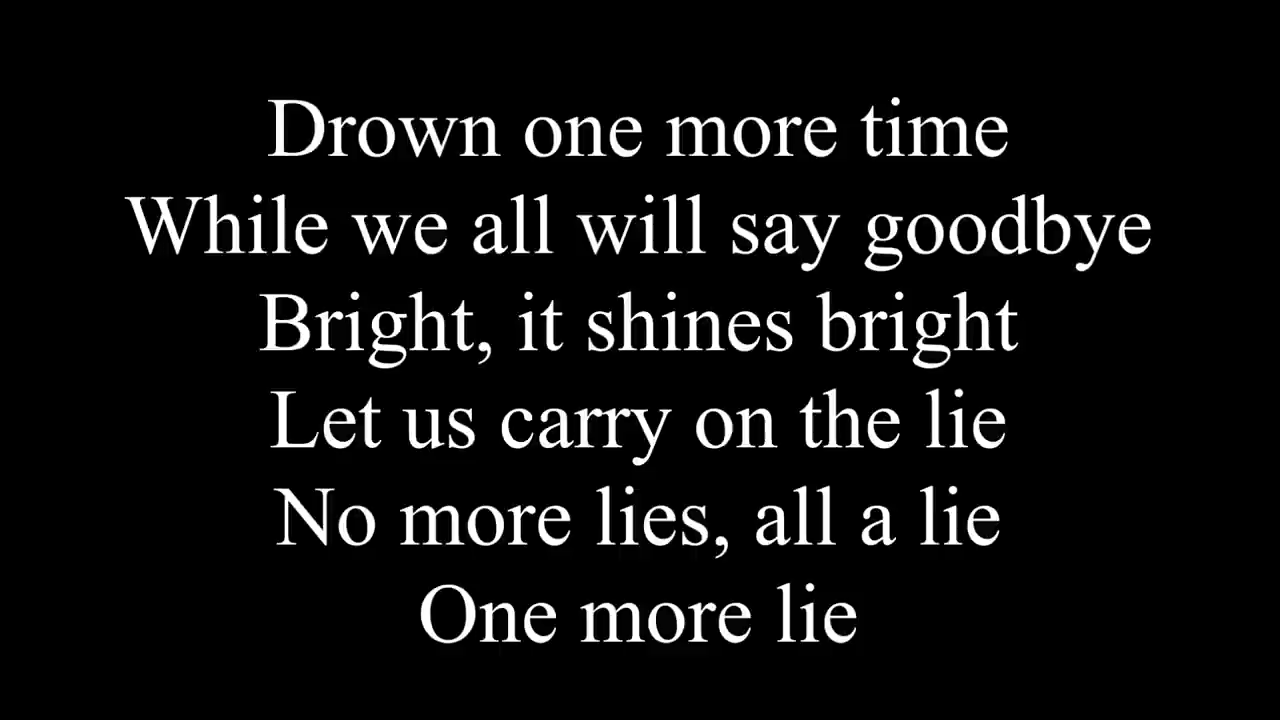 Drown one more time
While we all will say goodbye
Bright, it shines bright
Let us carry on the lie
No more lies, all a lie
One more lie